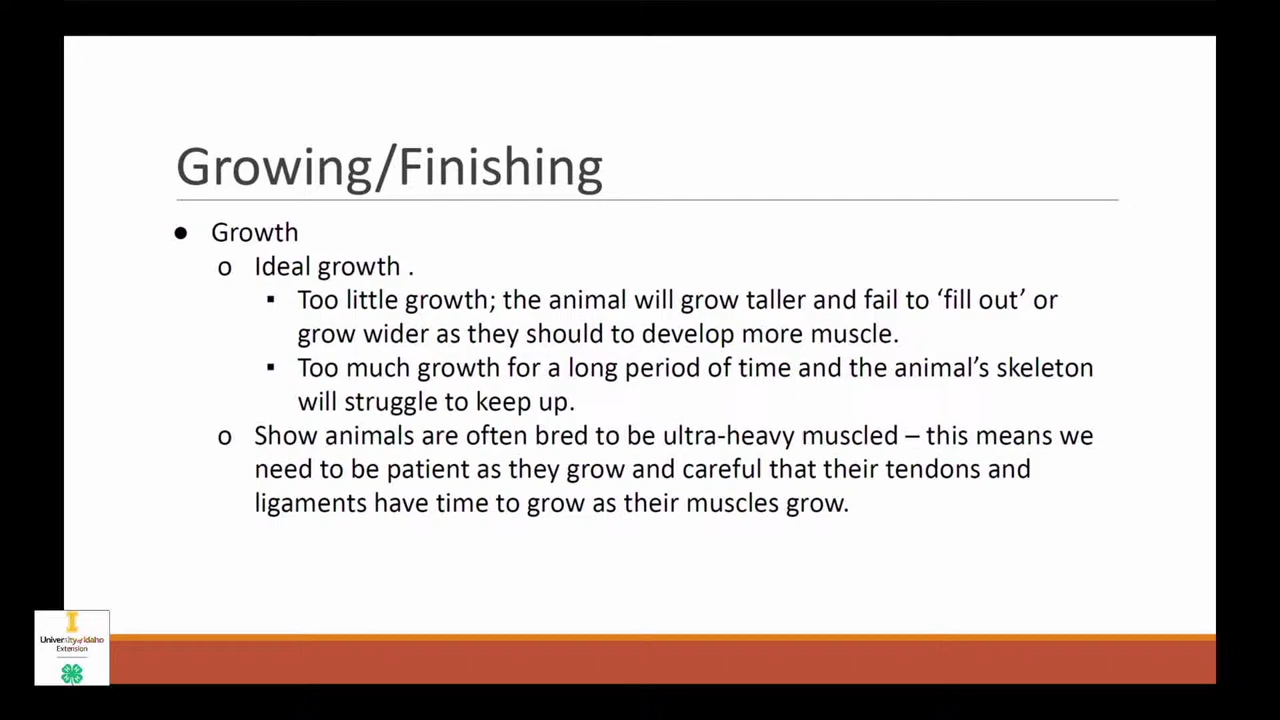 Growing/Finishing
● Growth
o Ideal growth .
▪ Too little growth; the animal will grow taller and fail to ‘fill out’ or
grow wider as they should to develop more muscle.
▪ Too much growth for a long period of time and the animal’s skeleton
will struggle to keep up.
o Show animals are often bred to be ultra-heavy muscled – this means we
need to be patient as they grow and careful that their tendons and
ligaments have time to grow as their muscles grow.
I
University of Idaho
Extension